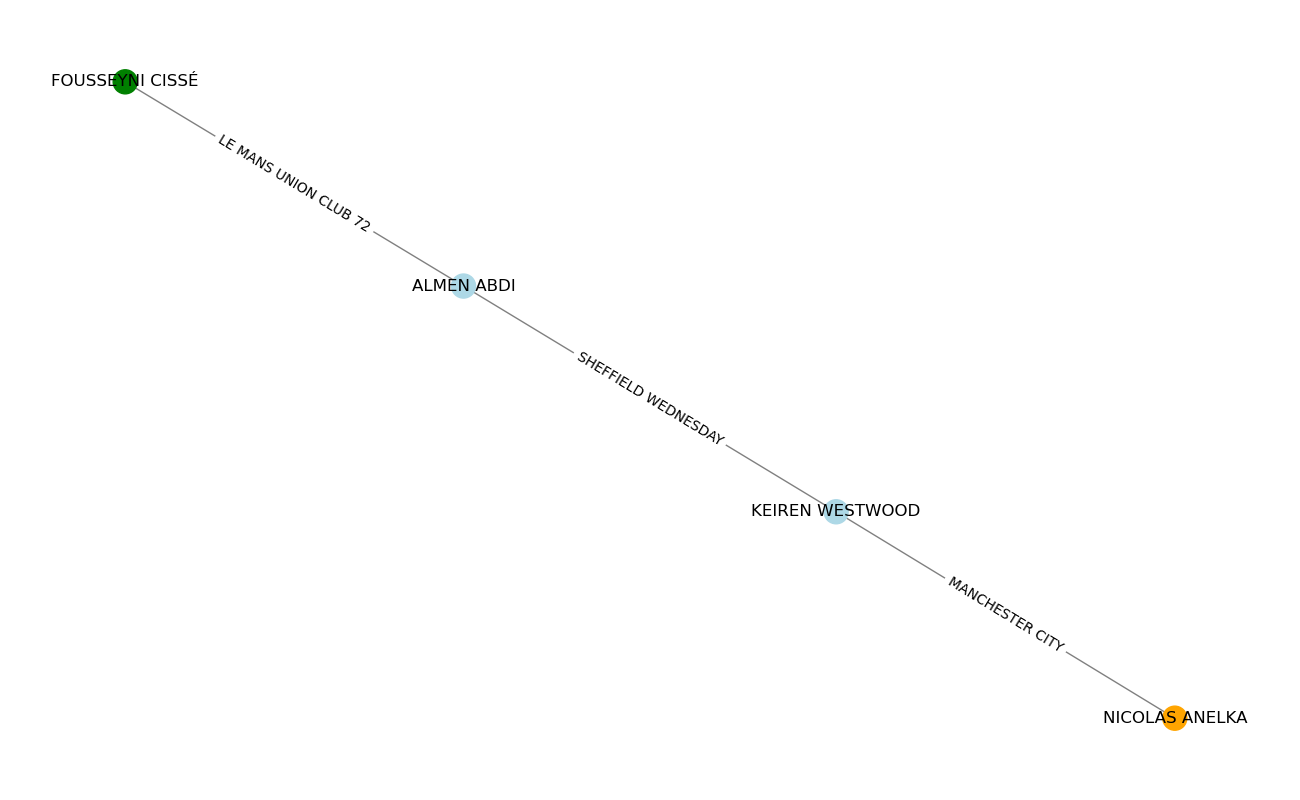 FOUSSEYNI CISSÉ
LE MANS UNION CLUB 72
ALMEN ABDI
SHEFFIELD WEDNESDAY
KEIREN WESTWOOD
MANCHESTER CITY
NICOLAS ANELKA